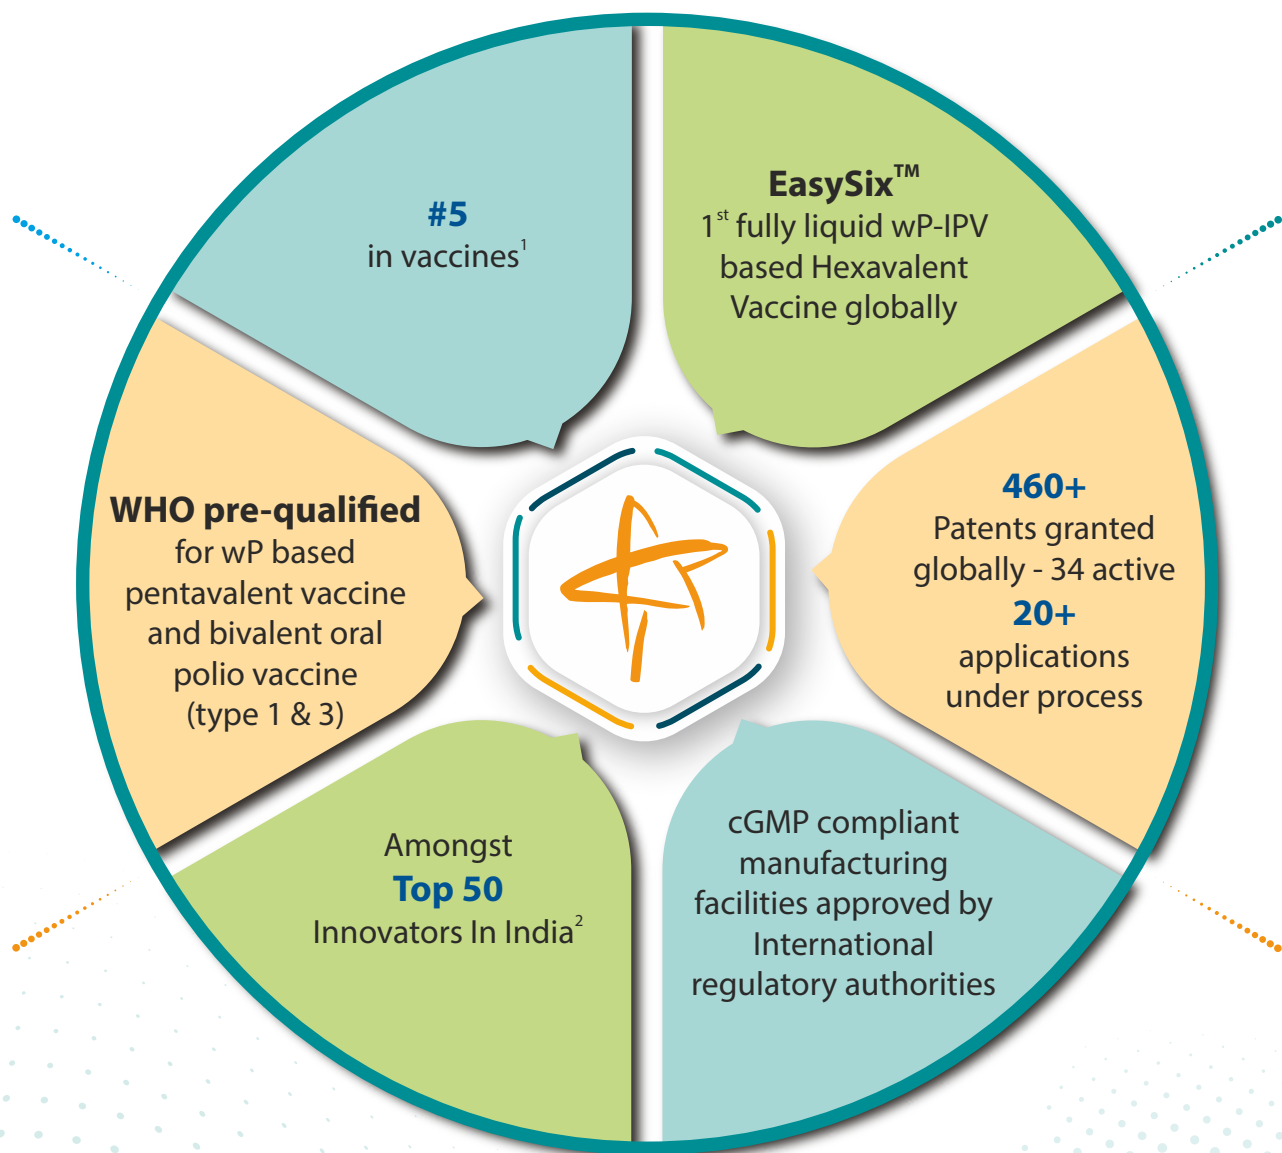 #5
in vaccines1
EasySix™
1st fully liquid wP-IPV
based Hexavalent
Vaccine globally
460+
Patents granted
globally - 34 active
20+
applications
under process
cGMP compliant
manufacturing
facilities approved by
International
regulatory authorities
Amongst
Top 50
Innovators In India2
WHO pre-qualified
for wP based
pentavalent vaccine
and bivalent oral
polio vaccine
(type 1 & 3)